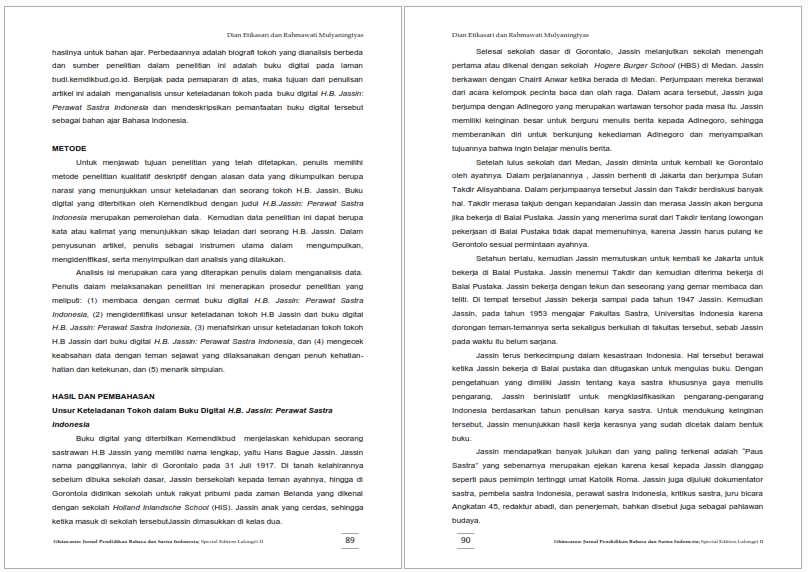 Dian Etikasari dan Rahmawati Mulyaningtyas
hasilnya untuk bahan ajar. Perbedaannya adalah biografi tokoh yang dianalisis berbeda
dan sumber penelitian dalam penelitian ini adalah buku digital pada laman
budi.kemdikbud.go.id. Berpijak pada pemaparan di atas, maka tujuan dari penulisan
artikel ini adalah menganalisis unsur keteladanan tokoh pada buku digital H.B. Jassin:
Perawat Sastra Indonesia dan mendeskripsikan pemanfaatan buku digital tersebut
sebagai bahan ajar Bahasa Indonesia.
METODE
Untuk menjawab tujuan penelitian yang telah ditetapkan, penulis memilihi
metode penelitian kualitatif deskriptif dengan alasan data yang dikumpulkan berupa
narasi yang menunjukkan unsur keteladanan dari seorang tokoh H.B. Jassin. Buku
digital yang diterbitkan oleh Kemendikbud dengan judul H.B.Jassin: Perawat Sastra
Indonesia merupakan pemerolehan data. Kemudian data penelitian ini dapat berupa
kata atau kalimat yang menunjukkan sikap teladan dari seorang H.B. Jassin. Dalam
penyusunan artikel, penulis sebagai instrumen utama dalam mengumpulkan,
mengidentfikasi, serta menyimpulkan dari analisis yang dilakukan.
Analisis isi merupakan cara yang diterapkan penulis dalam menganalisis data.
Penulis dalam melaksanakan penelitian ini menerapkan prosedur penelitian yang
meliputi: (1) membaca dengan cermat buku digital H.B. Jassin: Perawat Sastra
Indonesia, (2) mengidentifikasi unsur keteladanan tokoh H.B Jassin dari buku digital
H.B. Jassin: Perawat Sastra Indonesia, (3) menafsirkan unsur keteladanan tokoh tokoh
H.B Jassin dari buku digital H.B. Jassin: Perawat Sastra Indonesia, dan (4) mengecek
keabsahan data dengan teman sejawat yang dilaksanakan dengan penuh kehatian-
hatian dan ketekunan, dan (5) menarik simpulan.
HASIL DAN PEMBAHASAN
Unsur Keteladanan Tokoh dalam Buku Digital H.B. Jassin: Perawat Sastra
Indonesia
Buku digital yang diterbitkan Kemendikbud menjelaskan kehidupan seorang
sastrawan H.B Jassin yang memiliki nama lengkap, yaitu Hans Bague Jassin. Jassin
nama panggilannya, lahir di Gorontalo pada 31 Juli 1917. Di tanah kelahirannya
sebelum dibuka sekolah dasar, Jassin bersekolah kepada teman ayahnya, hingga di
Gorontola didirikan sekolah untuk rakyat pribumi pada zaman Belanda yang dikenal
dengan sekolah Holland Inlandsche School (HIS). Jassin anak yang cerdas, sehingga
ketika masuk di sekolah tersebutJassin dimasukkan di kelas dua.
Ghâncaran: Jurnal Pendidikan Bahasa dan Sastra Indonesia; Special Edition Lalongèt II
89
Dian Etikasari dan Rahmawati Mulyaningtyas
Selesai sekolah dasar di Gorontalo, Jassin melanjutkan sekolah menengah
pertama atau dikenal dengan sekolah Hogere Burger School (HBS) di Medan. Jassin
berkawan dengan Chairil Anwar ketika berada di Medan. Perjumpaan mereka berawal
dari acara kelompok pecinta baca dan olah raga. Dalam acara tersebut, Jassin juga
berjumpa dengan Adinegoro yang merupakan wartawan tersohor pada masa itu. Jassin
memiliki keinginan besar untuk berguru menulis berita kepada Adinegoro, sehingga
memberanikan diri untuk berkunjung kekediaman Adinegoro dan menyampaikan
tujuannya bahwa ingin belajar menulis berita.
Setelah lulus sekolah dari Medan, Jassin diminta untuk kembali ke Gorontalo
oleh ayahnya. Dalam perjalanannya , Jassin berhenti di Jakarta dan berjumpa Sutan
Takdir Alisyahbana. Dalam perjumpaanya tersebut Jassin dan Takdir berdiskusi banyak
hal. Takdir merasa takjub dengan kepandaian Jassin dan merasa Jassin akan berguna
jika bekerja di Balai Pustaka. Jassin yang menerima surat dari Takdir tentang lowongan
pekerjaan di Balai Pustaka tidak dapat memenuhinya, karena Jassin harus pulang ke
Gerontolo sesuai permintaan ayahnya.
Setahun berlalu, kemudian Jassin memutuskan untuk kembali ke Jakarta untuk
bekerja di Balai Pustaka. Jassin menemui Takdir dan kemudian diterima bekerja di
Balai Pustaka. Jassin bekerja dengan tekun dan seseorang yang gemar membaca dan
teliti. Di tempat tersebut Jassin bekerja sampai pada tahun 1947 Jassin. Kemudian
Jassin, pada tahun 1953 mengajar Fakultas Sastra, Universitas Indonesia karena
dorongan teman-temannya serta sekaligus berkuliah di fakultas tersebut, sebab Jassin
pada waktu itu belum sarjana.
Jassin terus berkecimpung dalam kesastraan Indonesia. Hal tersebut berawal
ketika Jassin bekerja di Balai pustaka dan ditugaskan untuk mengulas buku. Dengan
pengetahuan yang dimiliki Jassin tentang kaya sastra khususnya gaya menulis
pengarang, Jassin berinisiatif untuk mengklasifikasikan pengarang-pengarang
Indonesia berdasarkan tahun penulisan karya sastra. Untuk mendukung keinginan
tersebut, Jassin menunjukkan hasil kerja kerasnya yang sudah dicetak dalam bentuk
buku.
Jassin mendapatkan banyak julukan dan yang paling terkenal adalah “Paus
Sastra” yang sebenarnya merupakan ejekan karena kesal kepada Jassin dianggap
seperti paus pemimpin tertinggi umat Katolik Roma. Jassin juga dijuluki dokumentator
sastra, pembela sastra Indonesia, perawat sastra Indonesia, kritikus sastra, juru bicara
Angkatan 45, redaktur abadi, dan penerjemah, bahkan disebut juga sebagai pahlawan
budaya.
90
Ghâncaran: Jurnal Pendidikan Bahasa dan Sastra Indonesia; Special Edition Lalongèt II